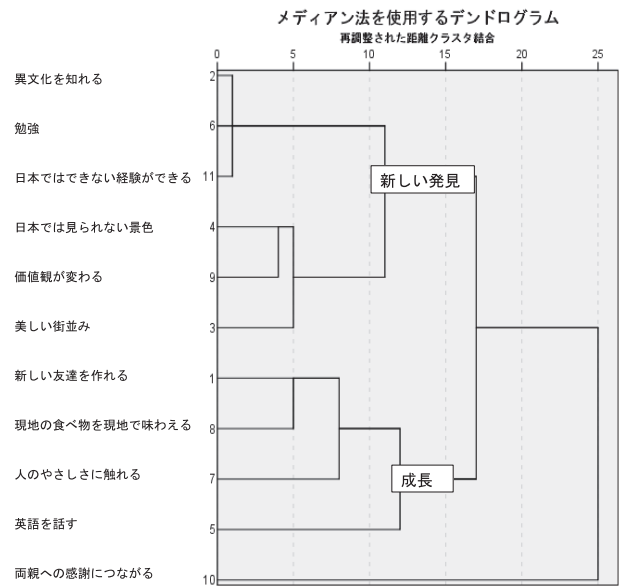 メディアン法を使用するデンドログラム
再調整された距離クラスタ結合
0 5 10 15 20 25
異文化を知れる 2
勉強 6
日本ではできない経験ができる 11
新しい発見
日本では見られない景色 4
価値観が変わる 9
美しい街並み 3
新しい友達を作れる 1
現地の食べ物を現地で味わえる 8
人のやさしさに触れる 7
成長
英語を話す 5
両親への感謝につながる 10